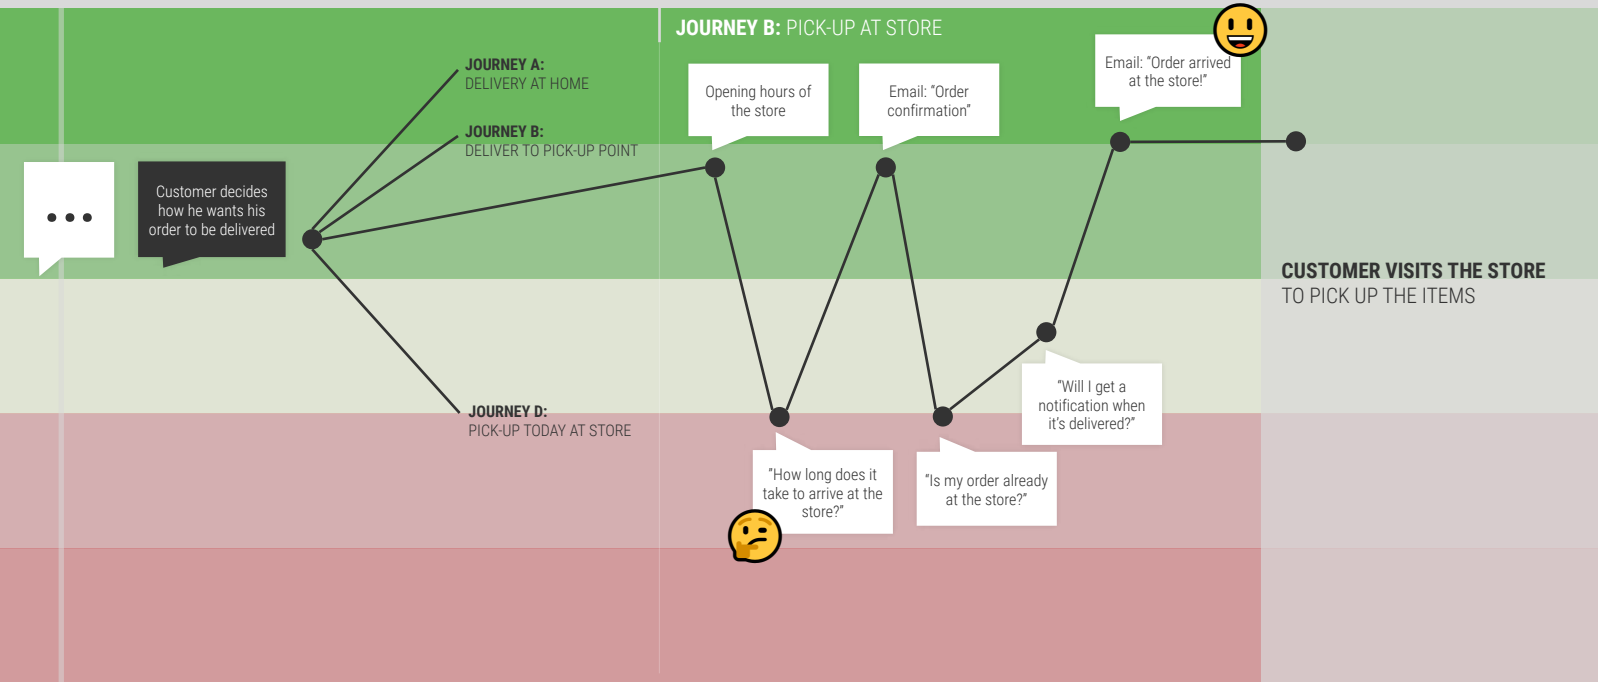 JOURNEY B: PICK-UP AT STORE
JOURNEY A:
DELIVERY AT HOME
JOURNEY B:
DELIVER TO PICK-UP POINT
Customer decides
how he wants his
order to be delivered
JOURNEY D:
PICK-UP TODAY AT STORE
Opening hours of
the store
Email: "Order
confirmation"
Email: "Order arrived
at the store!"
"How long does it
take to arrive at the
store?"
"Is my order already
at the store?"
"Will I get a
notification when
it's delivered?"
CUSTOMER VISITS THE STORE
TO PICK UP THE ITEMS